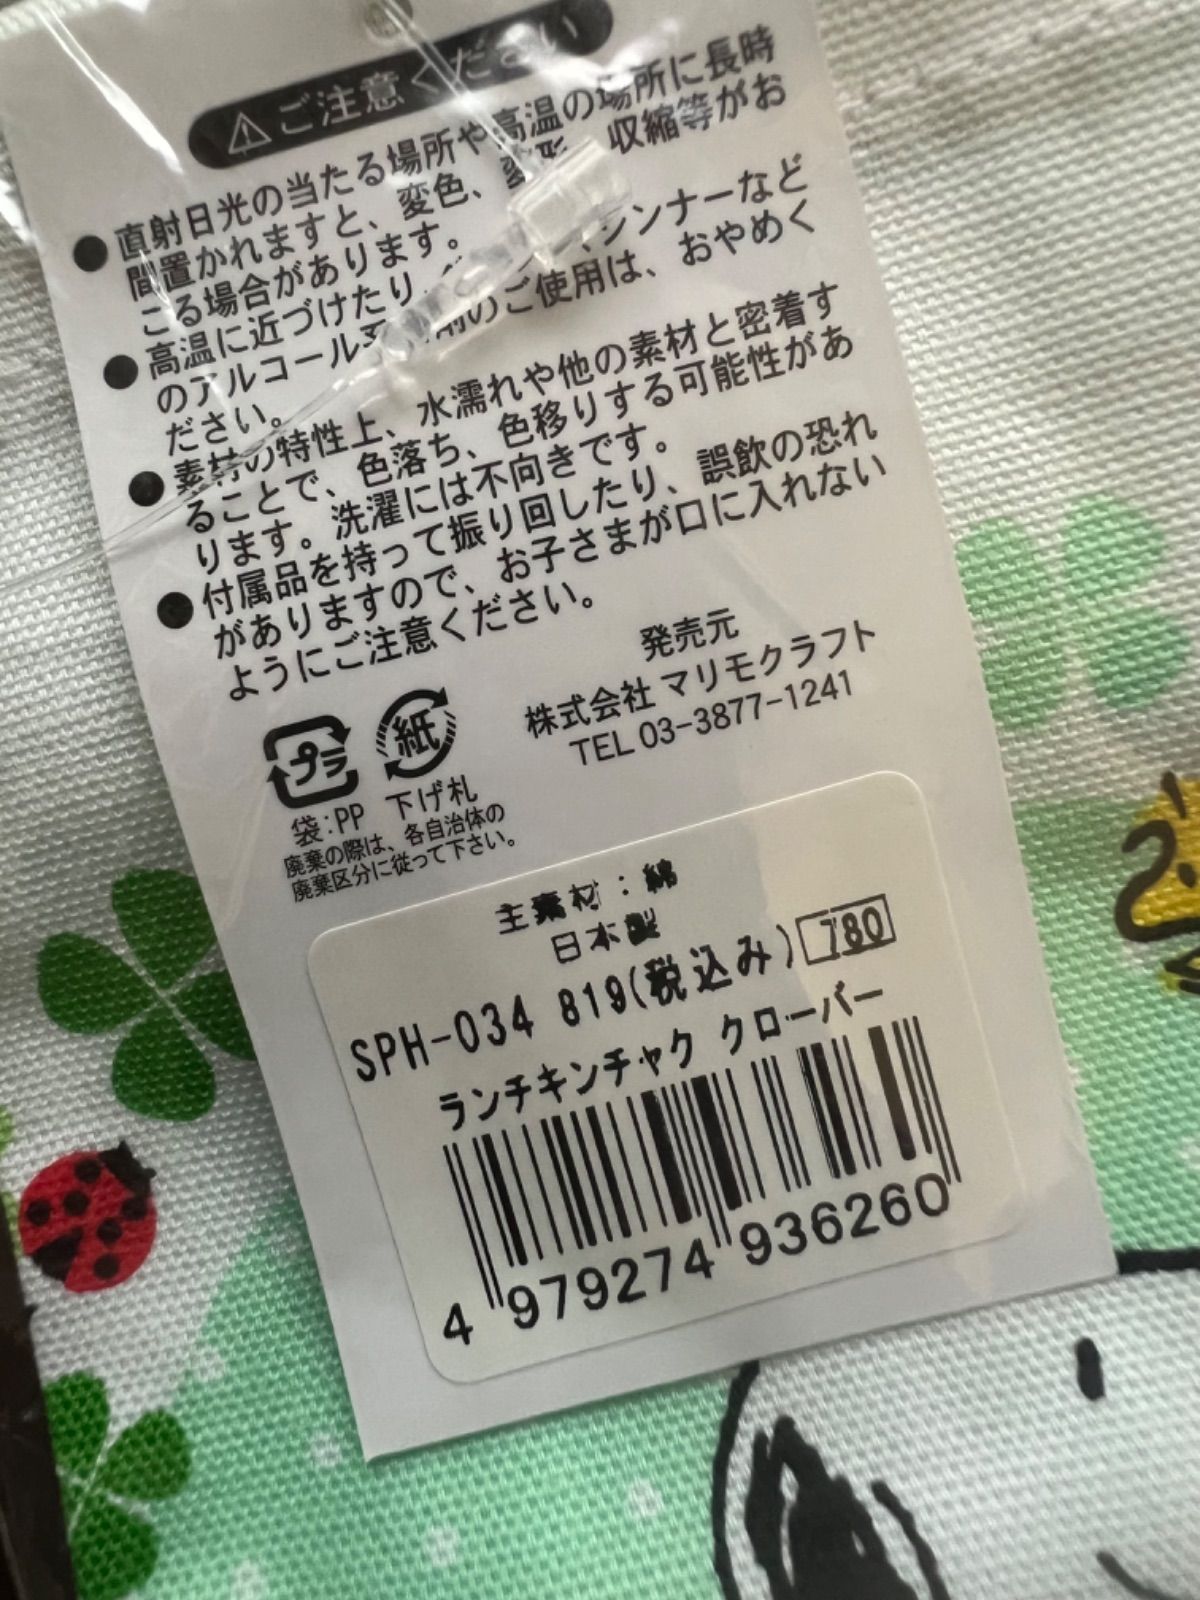 ご注意ください
●直射日光の当たる場所や高温の場所に長時
間置かれますと、変色、変形、収縮等がお
こる場合があります。
●高温に近づけたり、 シンナーなど
のアルコール系 剤のご使用は、おやめく
ださい。
●素材の特性上、水濡れや他の素材と密着す
ることで、色落ち、色移りする可能性があ
ります。洗濯には不向きです。
●付属品を持って振り回したり、誤飲の恐れ
がありますので、お子さまが口に入れない
ようにご注意ください。
発売元
株式会社 マリモクラフト
TEL 03-3877-1241
プラ 紙
袋:PP 下げ札
廃棄の際は、各自治体の
廃棄区分に従って下さい。
主素材:綿
日本製
SPH-034 819(税込み) 780
ランチキンチャク クローバー
4 979274 936260